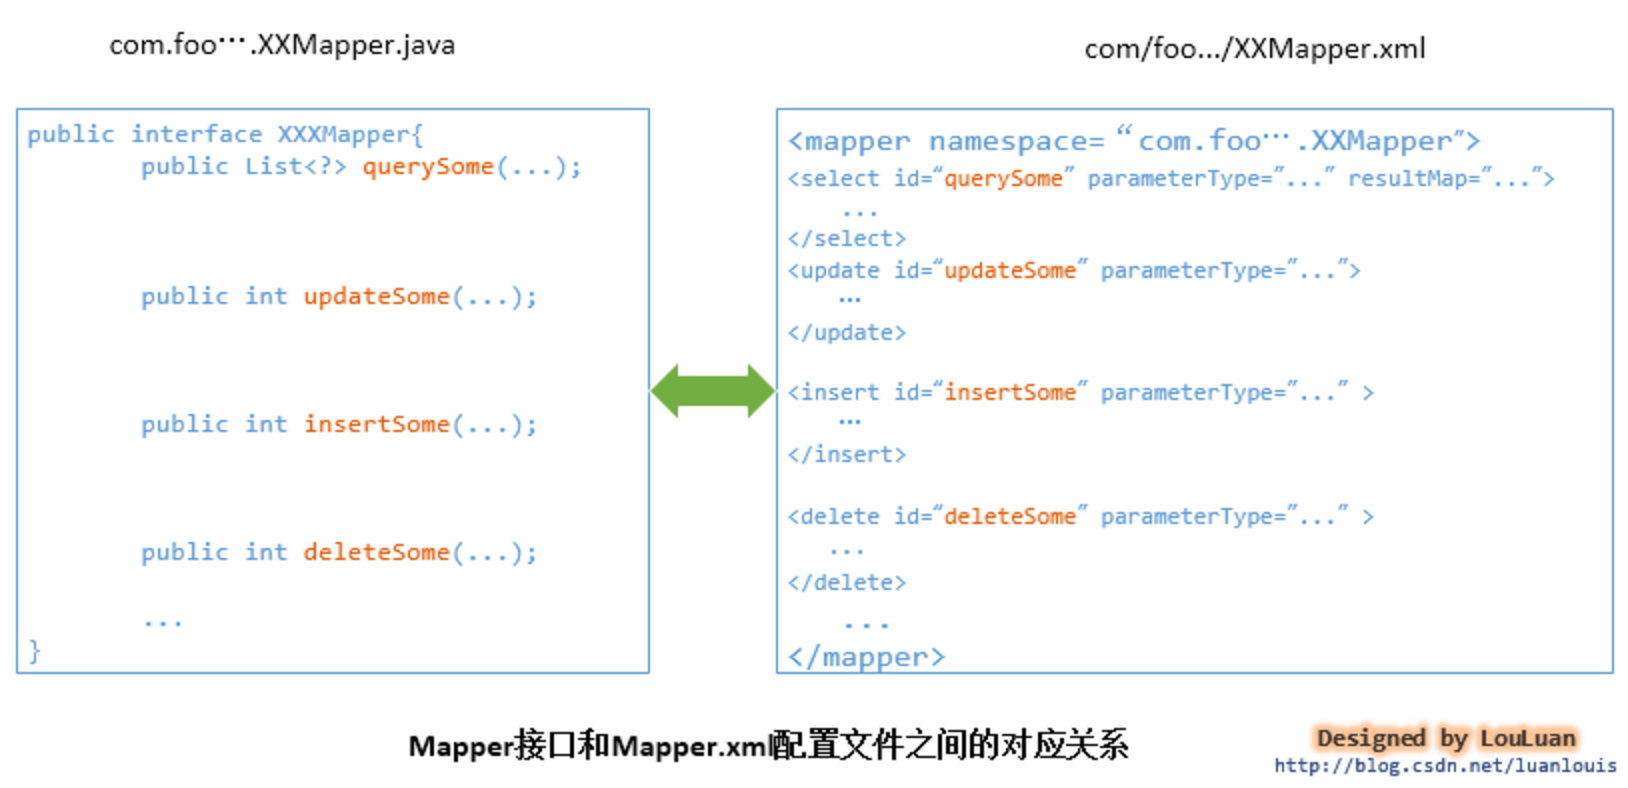 com.foo···.XXMapper.java
public interface XXXMapper{
public List<?> querySome(...);
public int updateSome(...);
public int insertSome(...);
public int deleteSome(...);
...
}
com/foo.../XXMapper.xml
<mapper namespace=“com.foo···.XXMapper”>
<select id=“querySome” parameterType=”...” resultMap=”...”>
...
</select>
<update id=“updateSome” parameterType=”...”>
...
</update>
<insert id=“insertSome” parameterType=”...” >
...
</insert>
<delete id=“deleteSome” parameterType=”...” >
...
</delete>
...
</mapper>
Mapper接口和Mapper.xml配置文件之间的对应关系
Designed by LouLuan
http://blog.csdn.net/luanlouis